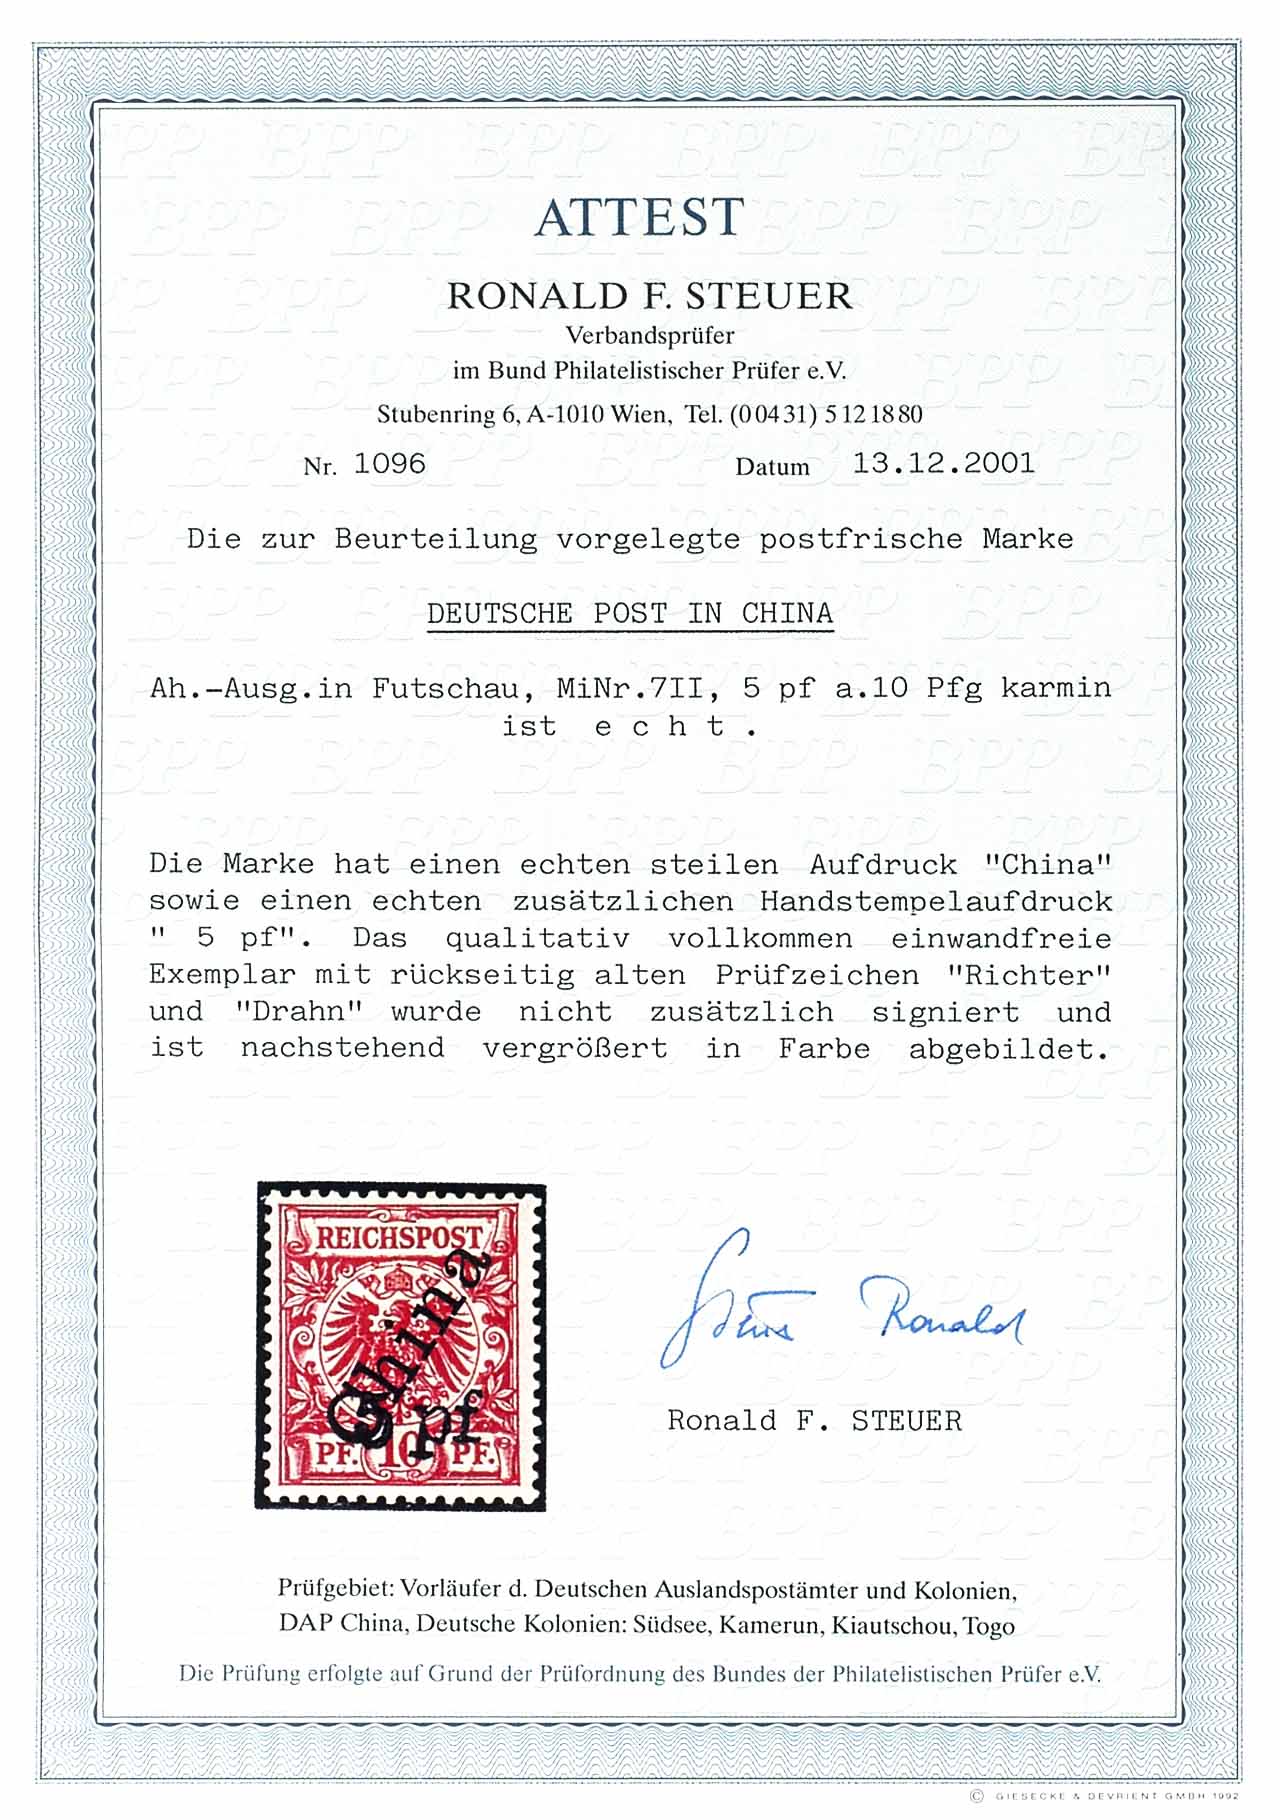 ATTEST
RONALD F. STEUER
Verbandsprüfer
im Bund Philatelistischer Prüfer e.V.
Stubenring 6, A-1010 Wien, Tel. (00431) 5121880
Nr. 1096 Datum 13.12.2001
Die zur Beurteilung vorgelegte postfrische Marke
DEUTSCHE POST IN CHINA
Ah.-Ausg.in Futschau, MiNr.7II, 5 pf a.10 Pfg karmin
ist e c h t .
Die Marke hat einen echten steilen Aufdruck "China"
sowie einen echten zusätzlichen Handstempelaufdruck
" 5 pf". Das qualitativ vollkommen einwandfreie
Exemplar mit rückseitig alten Prüfzeichen "Richter"
und "Drahn" wurde nicht zusätzlich signiert und
ist nachstehend vergrößert in Farbe abgebildet.
REICHSPOST
China
5 pf
PF. 10 PF.
Steuer Ronald
Ronald F. STEUER
Prüfgebiet: Vorläufer d. Deutschen Auslandspostämter und Kolonien,
DAP China, Deutsche Kolonien: Südsee, Kamerun, Kiautschou, Togo
Die Prüfung erfolgte auf Grund der Prüfordnung des Bundes der Philatelistischen Prüfer e.V.
© GIESECKE & DEVRIENT GMBH 1992